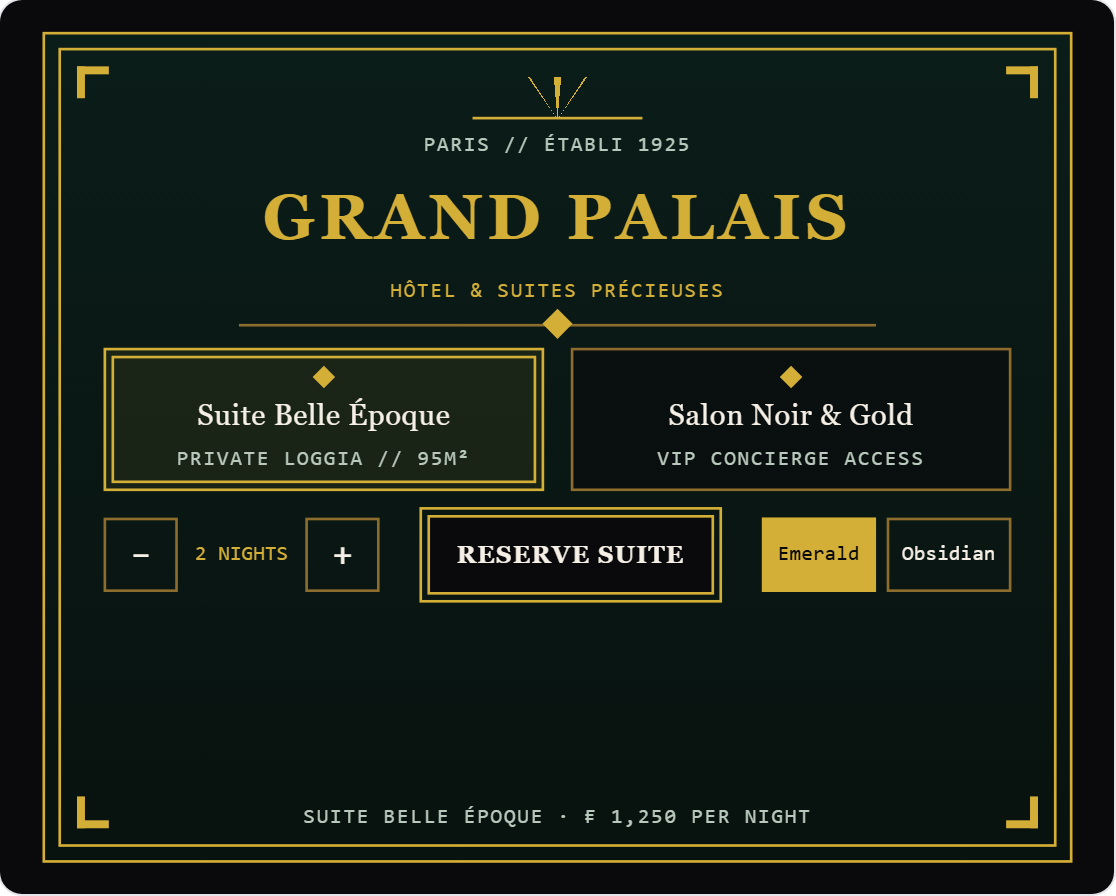 PARIS // ÉTABLI 1925
GRAND PALAIS
HÔTEL & SUITES PRÉCIEUSES
Suite Belle Époque
PRIVATE LOGGIA // 95M²
Salon Noir & Gold
VIP CONCIERGE ACCESS
− 2 NIGHTS +
RESERVE SUITE
Emerald
Obsidian
SUITE BELLE ÉPOQUE · ₣ 1,250 PER NIGHT